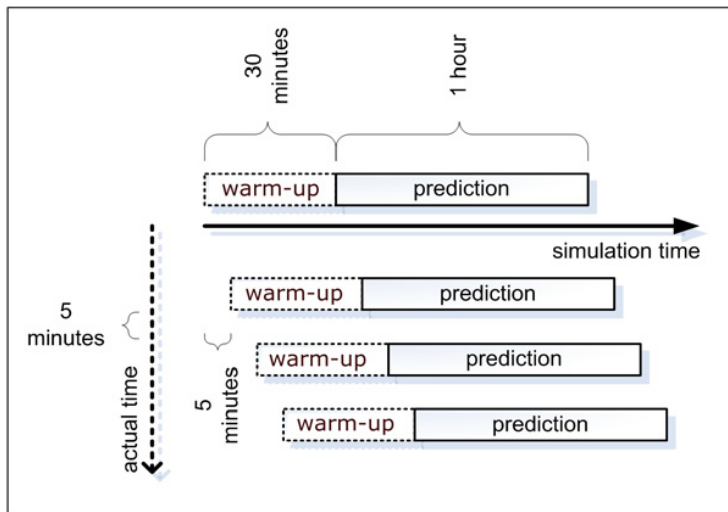 30
minutes
1 hour
warm-up
prediction
simulation time
warm-up
prediction
5
minutes
warm-up
prediction
5
minutes
actual time
warm-up
prediction